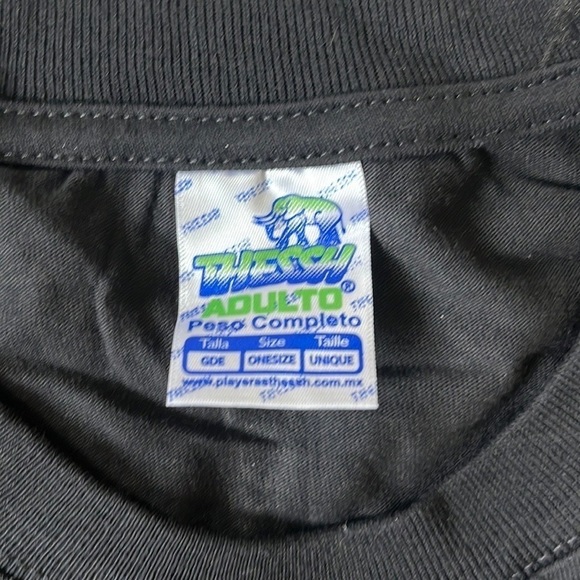 THESSH
ADULTO®
Peso Completo
Talla Size Taille
GDE ONESIZE UNIQUE
www.playerasthessh.com.mx